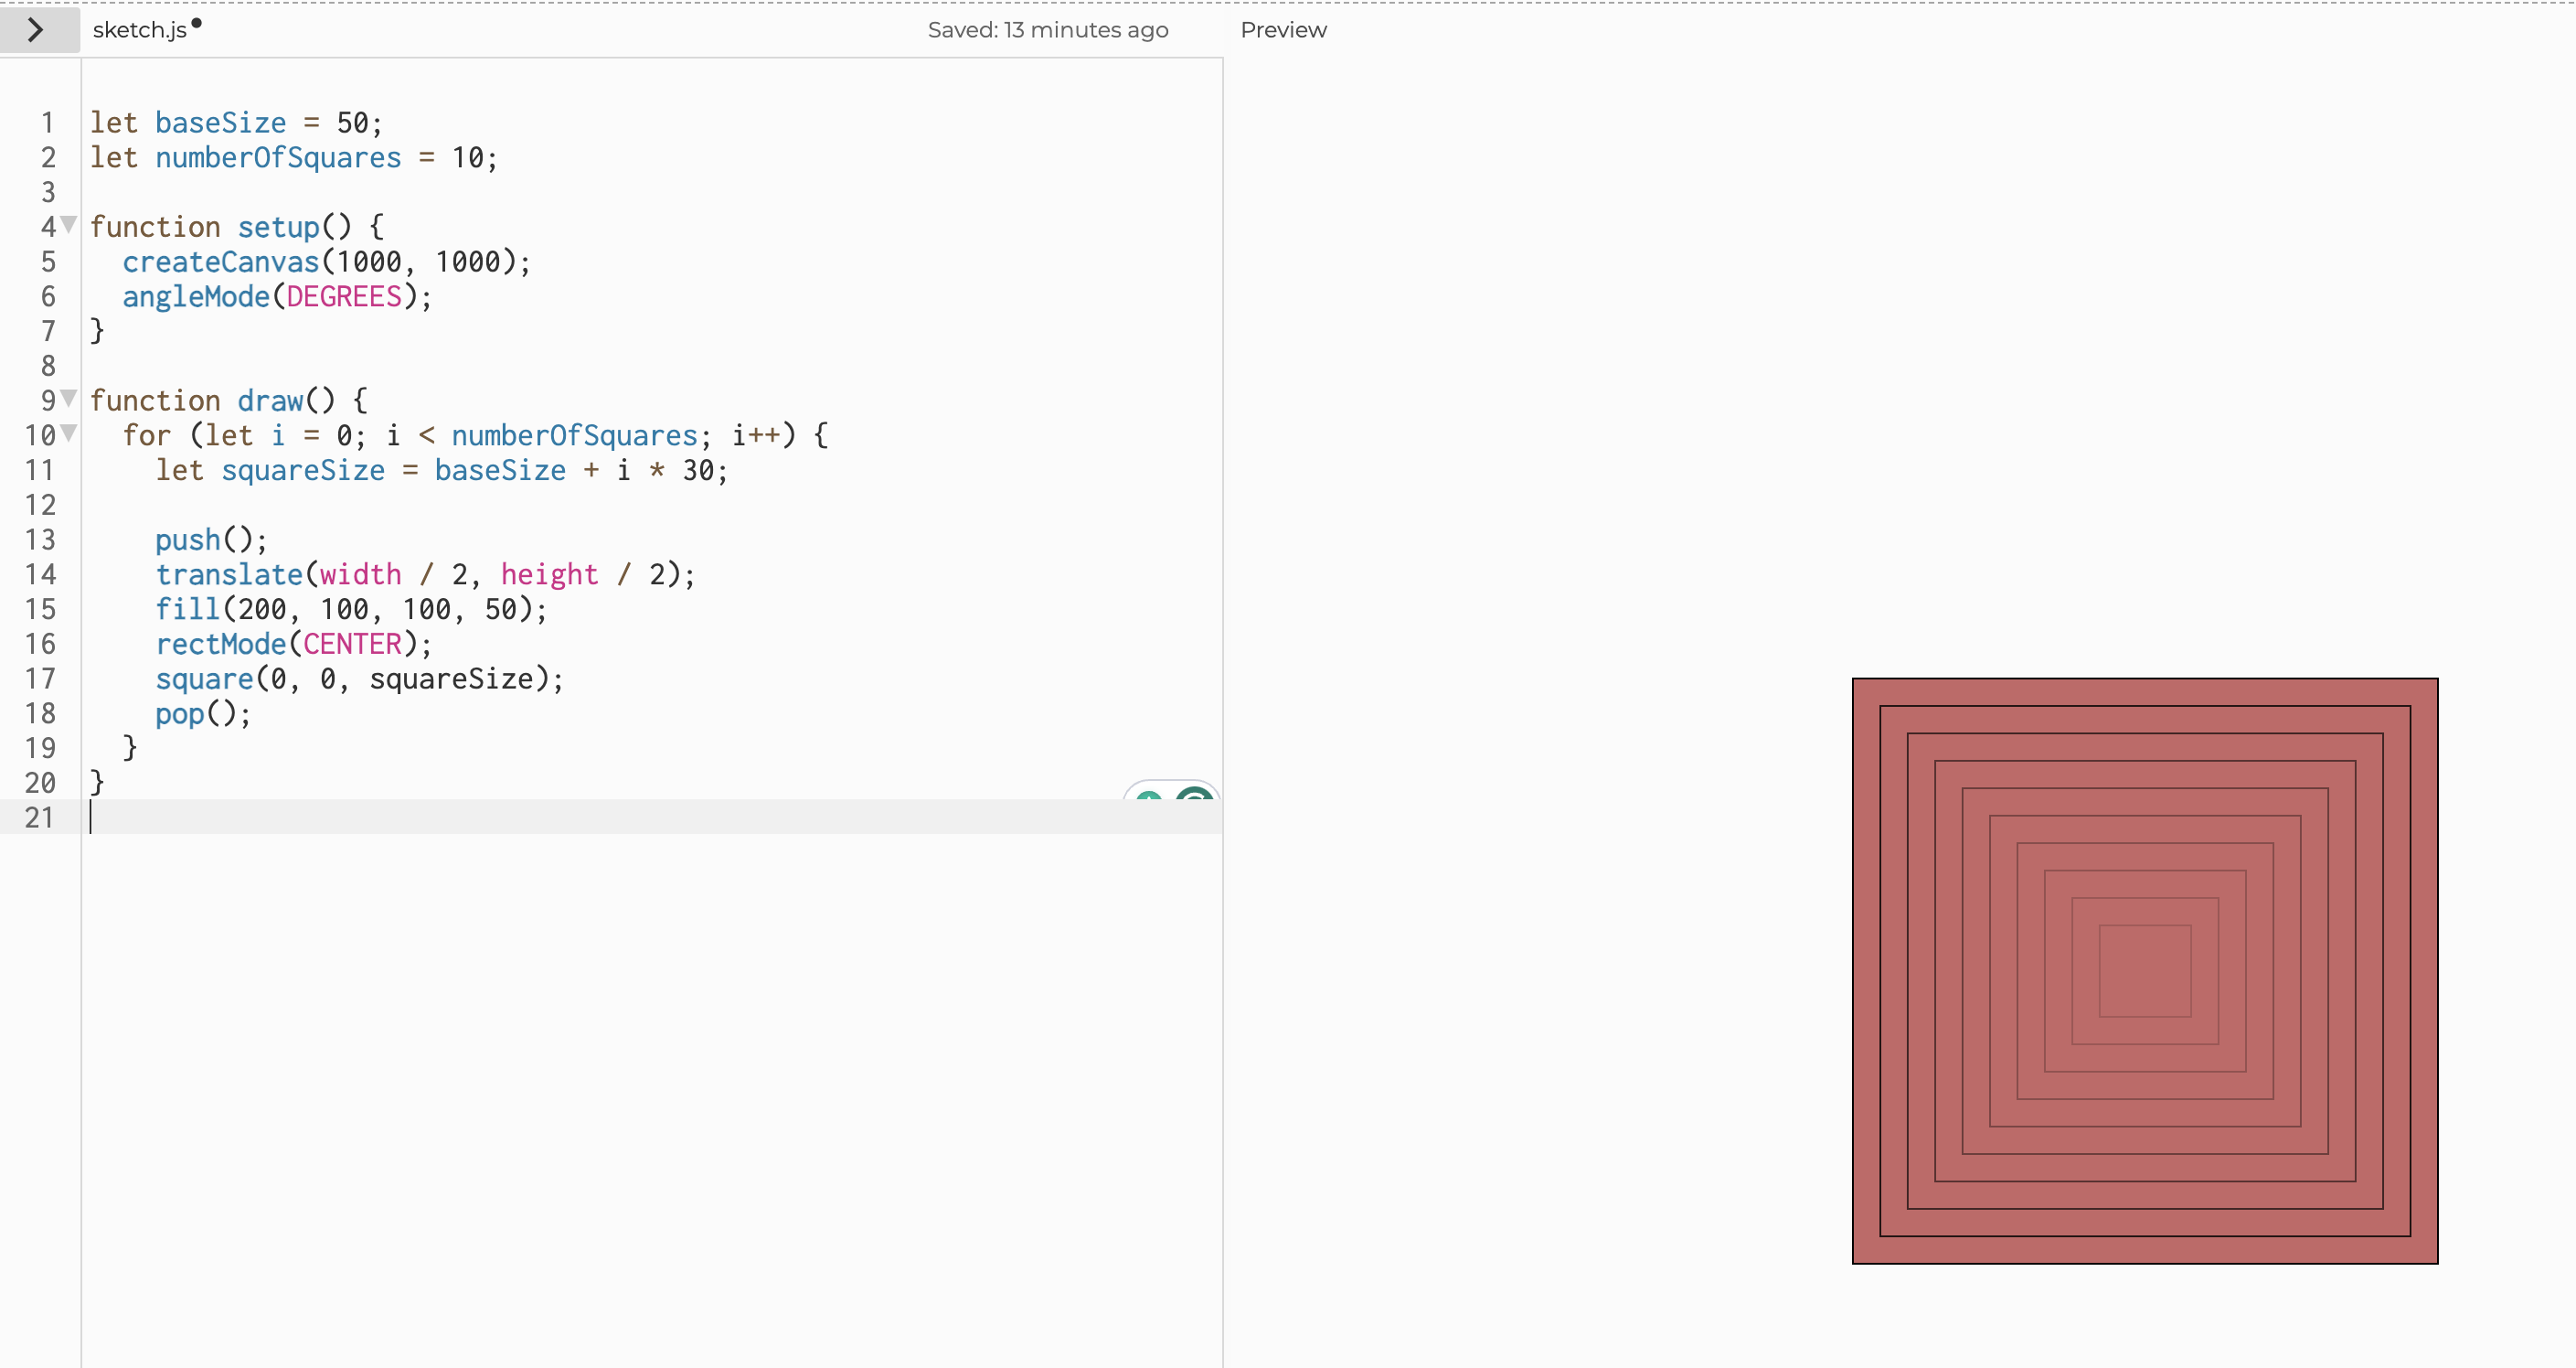 sketch.js
Saved: 13 minutes ago
Preview
1 let baseSize = 50;
2 let numberOfSquares = 10;
3
4 function setup() {
5   createCanvas(1000, 1000);
6   angleMode(DEGREES);
7 }
8
9 function draw() {
10   for (let i = 0; i < numberOfSquares; i++) {
11     let squareSize = baseSize + i * 30;
12
13     push();
14     translate(width / 2, height / 2);
15     fill(200, 100, 100, 50);
16     rectMode(CENTER);
17     square(0, 0, squareSize);
18     pop();
19   }
20 }
21